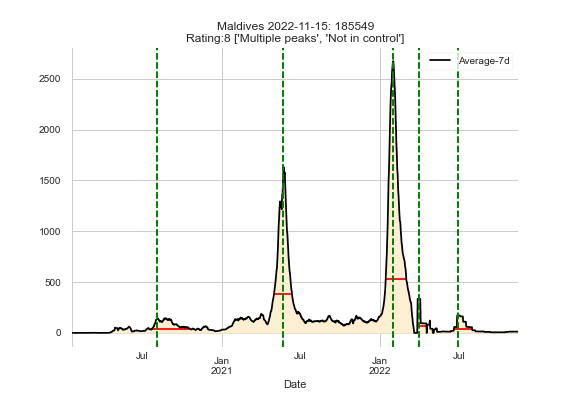 Maldives 2022-11-15: 185549
Rating:8 ['Multiple peaks', 'Not in control']
Average-7d
2500
2000
1500
1000
500
0
Jul Jan Jul Jan Jul
2021 2022
Date